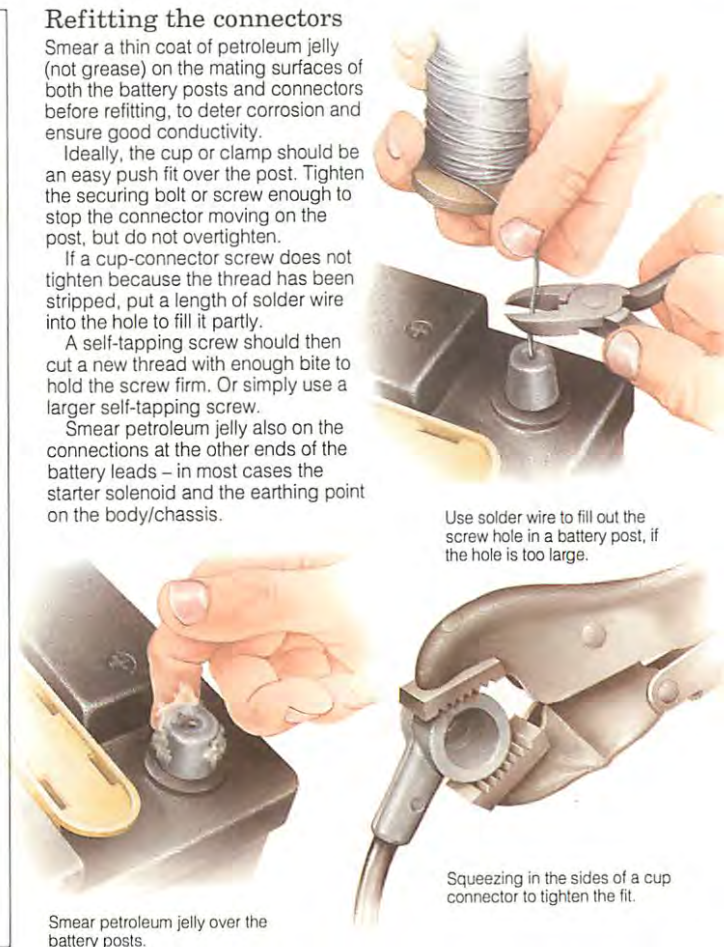 Refitting the connectors
Smear a thin coat of petroleum jelly
(not grease) on the mating surfaces of
both the battery posts and connectors
before refitting, to deter corrosion and
ensure good conductivity.
Ideally, the cup or clamp should be
an easy push fit over the post. Tighten
the securing bolt or screw enough to
stop the connector moving on the
post, but do not overtighten.
If a cup-connector screw does not
tighten because the thread has been
stripped, put a length of solder wire
into the hole to fill it partly.
A self-tapping screw should then
cut a new thread with enough bite to
hold the screw firm. Or simply use a
larger self-tapping screw.
Smear petroleum jelly also on the
connections at the other ends of the
battery leads – in most cases the
starter solenoid and the earthing point
on the body/chassis.
Use solder wire to fill out the
screw hole in a battery post, if
the hole is too large.
Smear petroleum jelly over the
battery posts.
Squeezing in the sides of a cup
connector to tighten the fit.